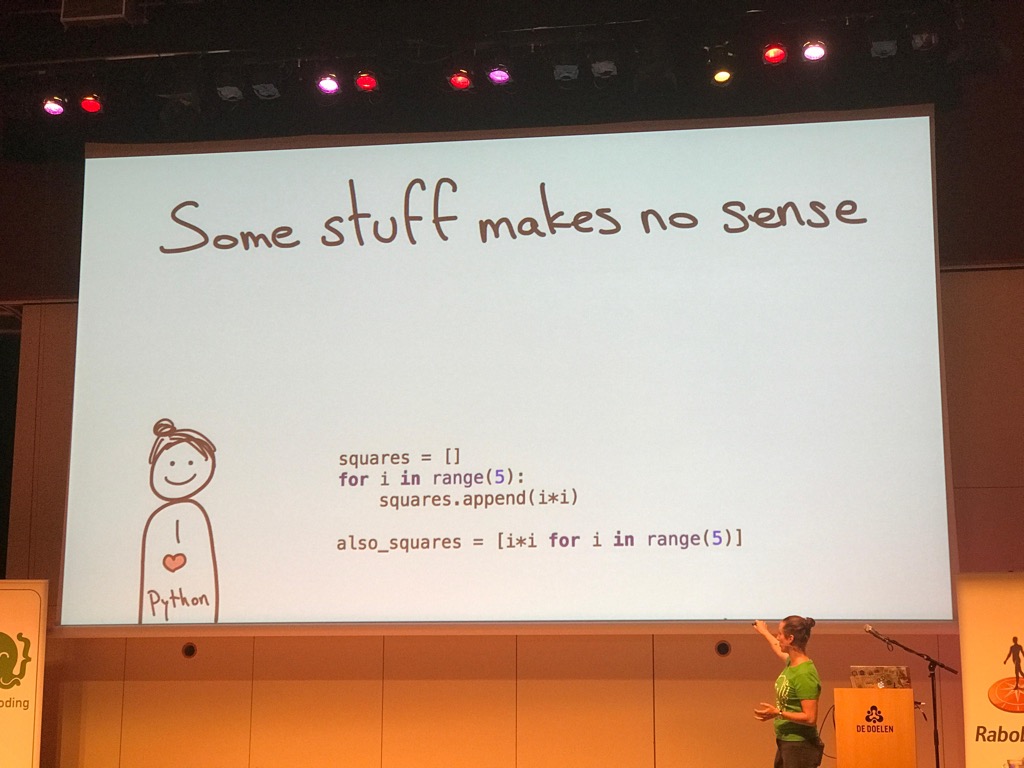 Some stuff makes no sense
squares = []
for i in range(5):
    squares.append(i*i)
also_squares = [i*i for i in range(5)]
I
Python
oding
DE DOELEN